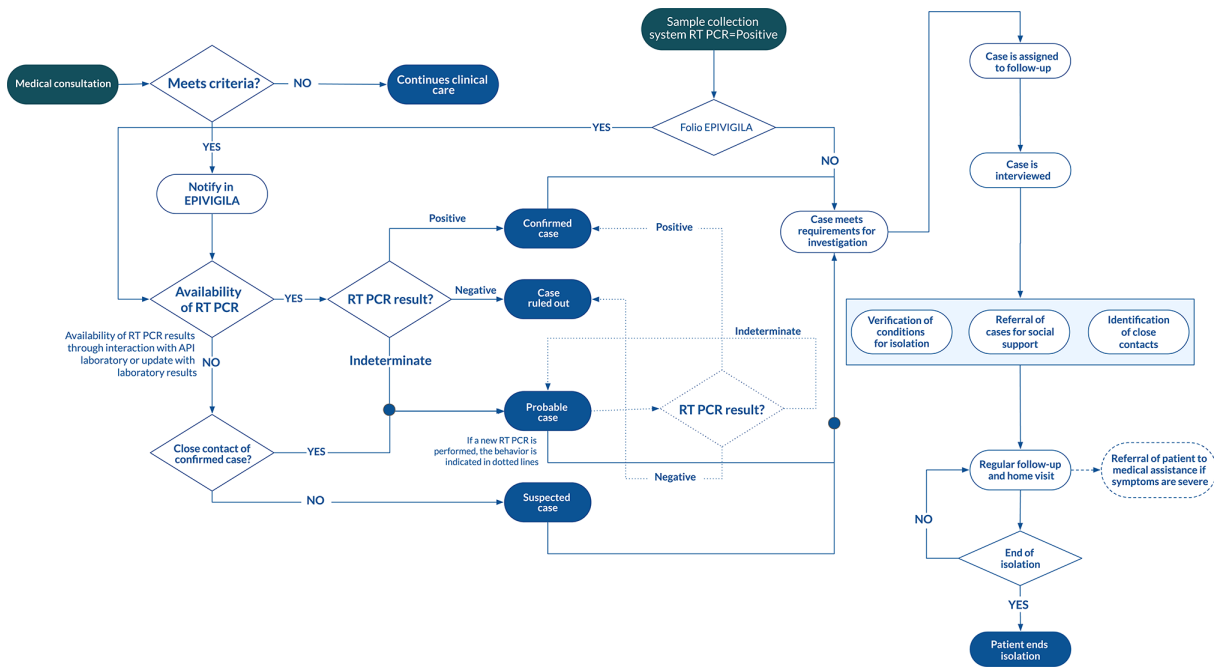 Sample collection
system RT PCR=Positive
Medical consultation
Meets criteria?
NO
Continues clinical
care
Case is assigned
to follow-up
YES
Folio EPIVIGILA
NO
YES
Notify in
EPIVIGILA
Case is
interviewed
Positive
Confirmed
case
Positive
Case meets
requirements for
investigation
Availability
of RT PCR
YES
RT PCR result?
Negative
Case
ruled out
Availability of RT PCR results
through interaction with API
laboratory or update with
laboratory results
NO
Indeterminate
Indeterminate
Verification of
conditions
for isolation
Referral of
cases for social
support
Identification
of close
contacts
Probable
case
RT PCR result?
If a new RT PCR is
performed, the behavior is
indicated in dotted lines
Close contact of
confirmed case?
YES
Negative
NO
Suspected
case
Regular follow-up
and home visit
Referral of patient to
medical assistance if
symptoms are severe
NO
End of
isolation
YES
Patient ends
isolation